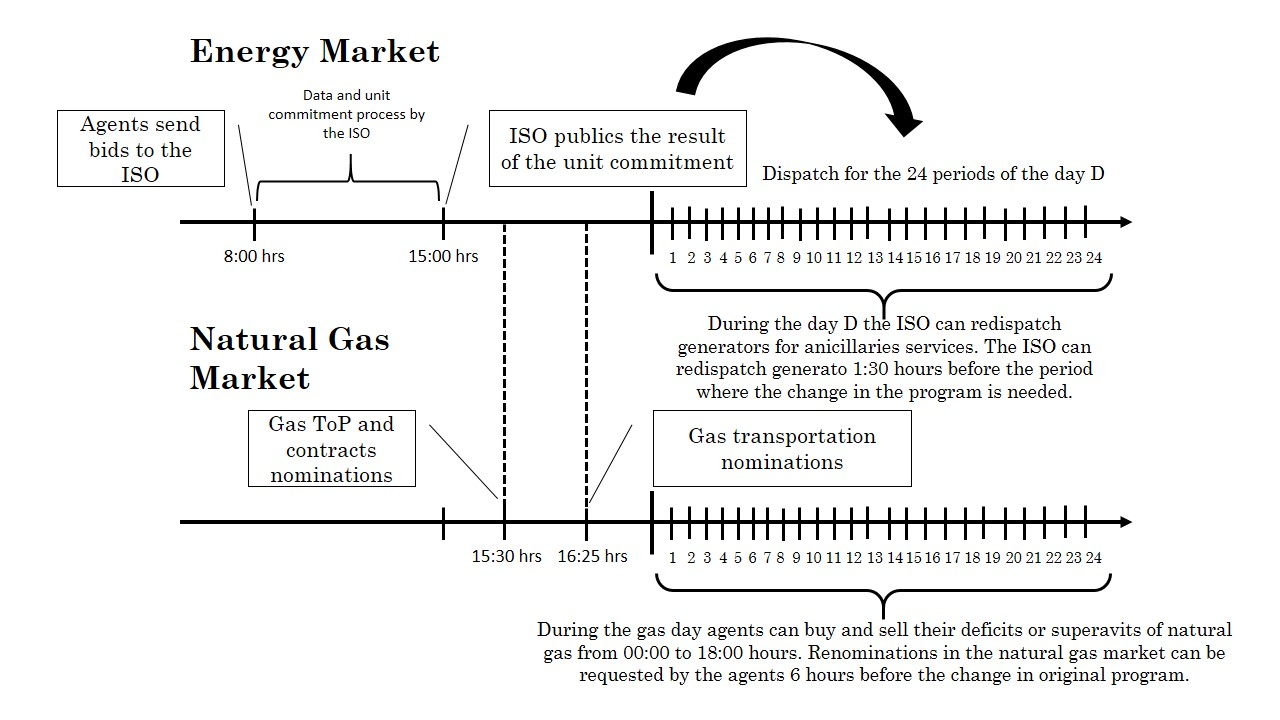 Energy Market
Data and unit
commitment process by
the ISO
Agents send
bids to the
ISO
ISO publics the result
of the unit commitment
Dispatch for the 24 periods of the day D
8:00 hrs
15:00 hrs
1 2 3 4 5 6 7 8 9 10 11 12 13 14 15 16 17 18 19 20 21 22 23 24
During the day D the ISO can redispatch
generators for anicillaries services. The ISO can
redispatch generato 1:30 hours before the period
where the change in the program is needed.
Natural Gas
Market
Gas ToP and
contracts
nominations
Gas transportation
nominations
15:30 hrs
16:25 hrs
1 2 3 4 5 6 7 8 9 10 11 12 13 14 15 16 17 18 19 20 21 22 23 24
During the gas day agents can buy and sell their deficits or superavits of natural
gas from 00:00 to 18:00 hours. Renominations in the natural gas market can be
requested by the agents 6 hours before the change in original program.